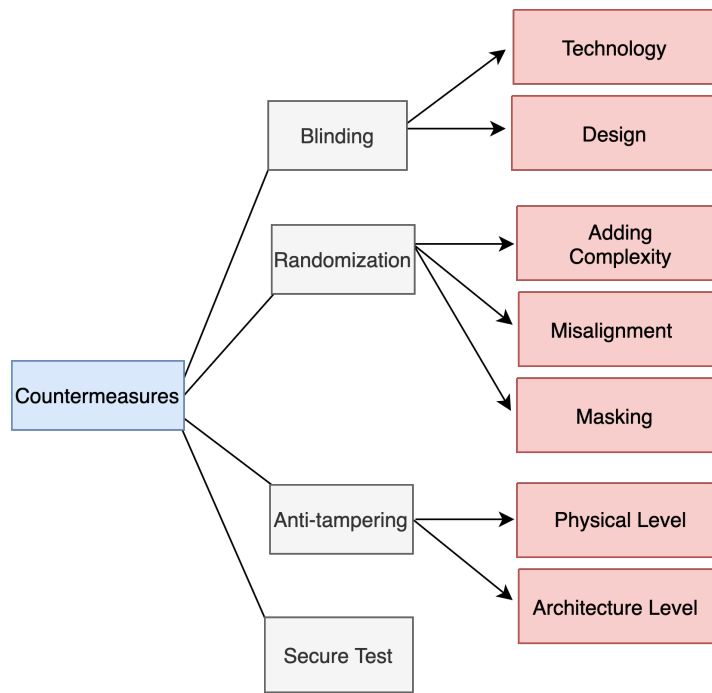 Technology
Blinding
Design
Randomization
Adding
Complexity
Misalignment
Countermeasures
Masking
Anti-tampering
Physical Level
Architecture Level
Secure Test